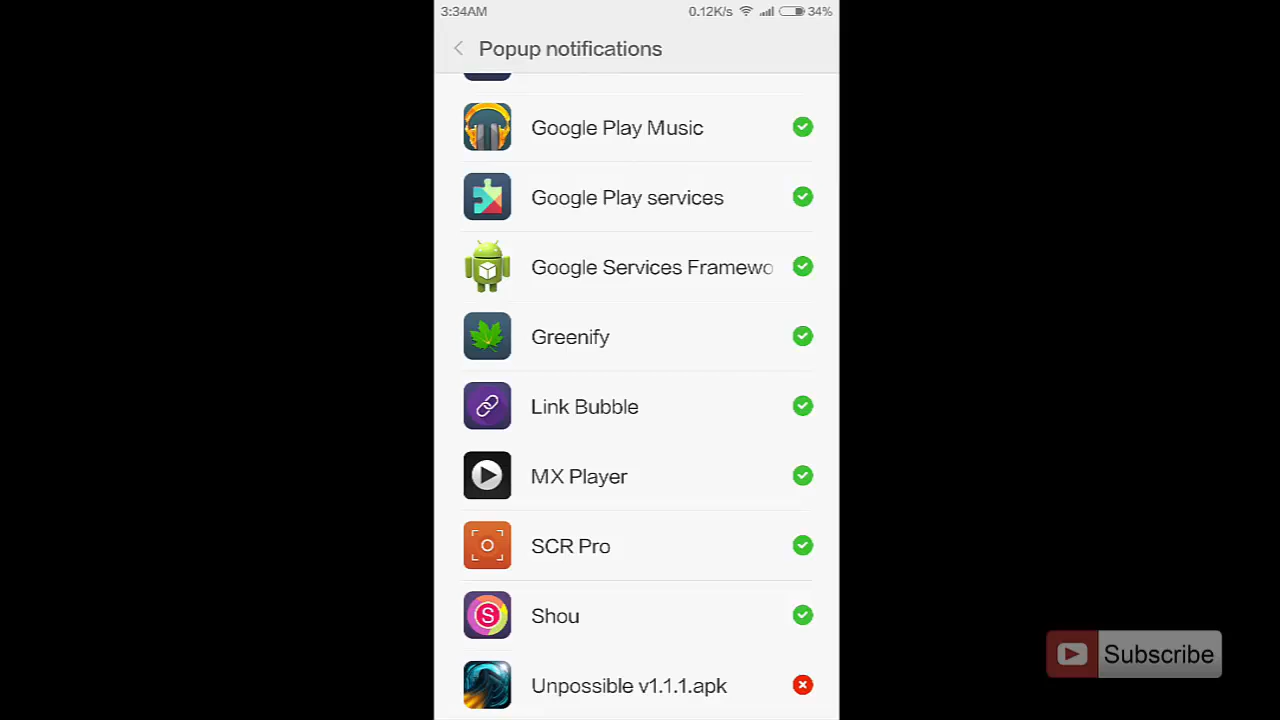 3:34AM 0.12K/s 34%
Popup notifications
Google Play Music
Google Play services
Google Services Framewo
Greenify
Link Bubble
MX Player
SCR Pro
S
Shou
Unpossible v1.1.1.apk
Subscribe